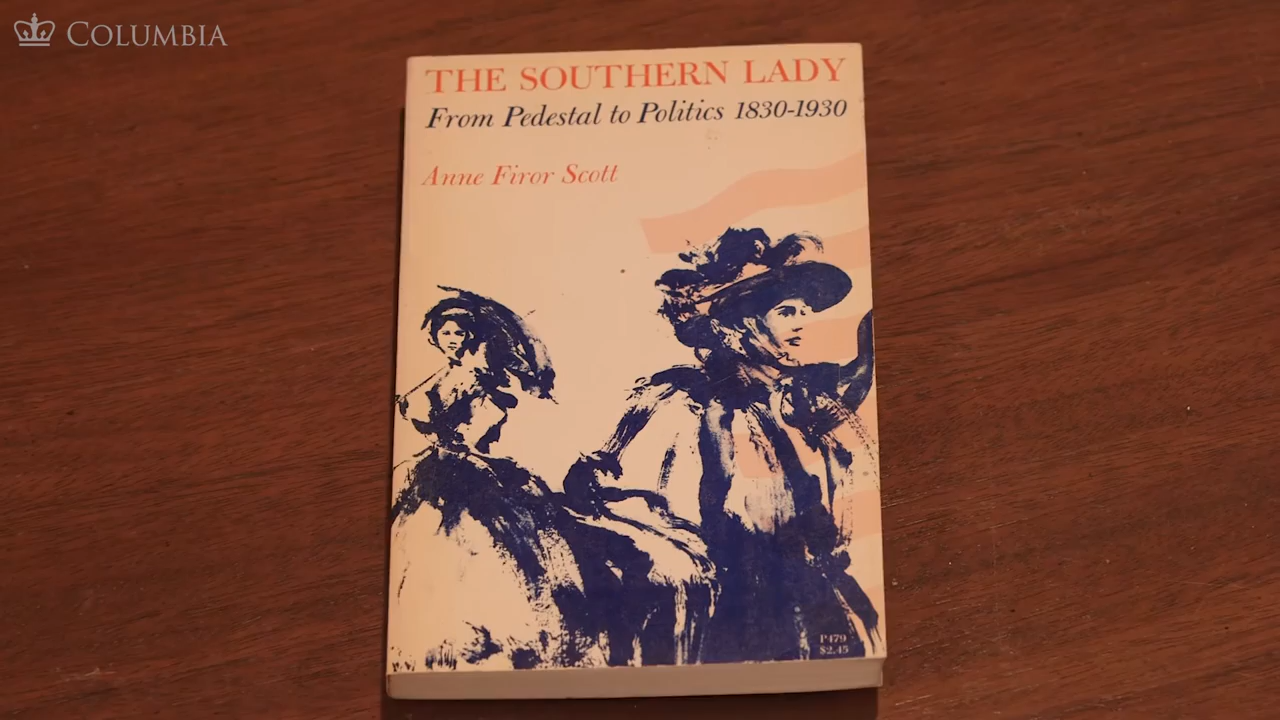 COLUMBIA
THE SOUTHERN LADY
From Pedestal to Politics 1830-1930
Anne Firor Scott
P479
$2.45